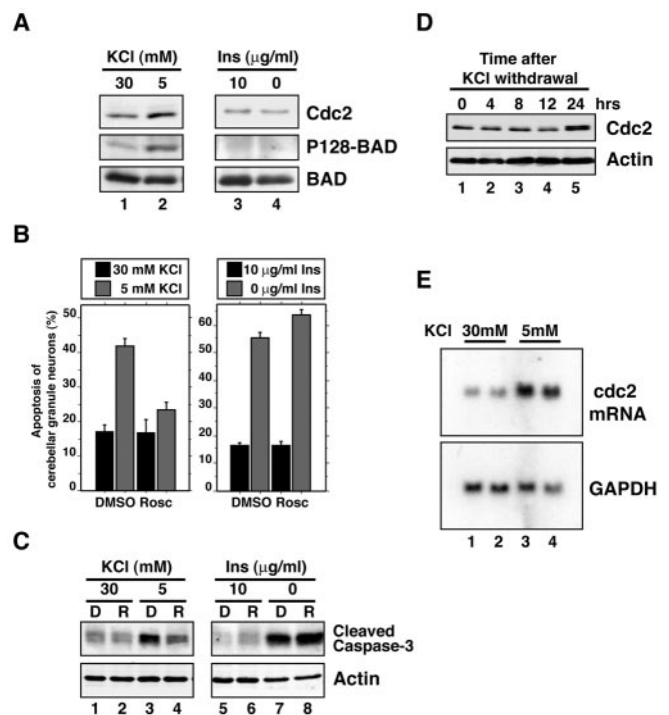 A
KCl (mM)
30 5
Ins (μg/ml)
10 0
Cdc2
P128-BAD
BAD
1 2 3 4
B
30 mM KCl
5 mM KCl
10 μg/ml Ins
0 μg/ml Ins
Apoptosis of
cerebellar granule neurons (%)
50
40
30
20
10
0
60
50
40
30
20
10
0
DMSO Rosc
DMSO Rosc
C
KCl (mM)
30 5
D R D R
Ins (μg/ml)
10 0
D R D R
Cleaved
Caspase-3
Actin
1 2 3 4 5 6 7 8
D
Time after
KCl withdrawal
0 4 8 12 24 hrs
Cdc2
Actin
1 2 3 4 5
E
KCl 30mM 5mM
cdc2
mRNA
GAPDH
1 2 3 4